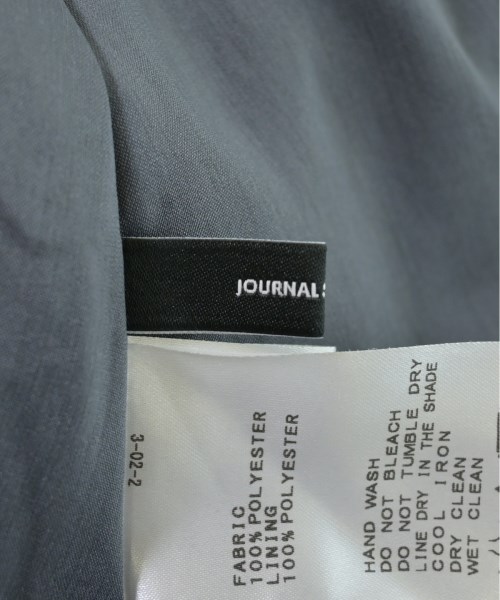 JOURNAL
3-02-2
FABRIC
100% POLYESTER
LINING
100% POLYESTER
HAND WASH
DO NOT BLEACH
DO NOT TUMBLE DRY
LINE DRY IN THE SHADE
COOL IRON
DRY CLEAN
WET CLEAN